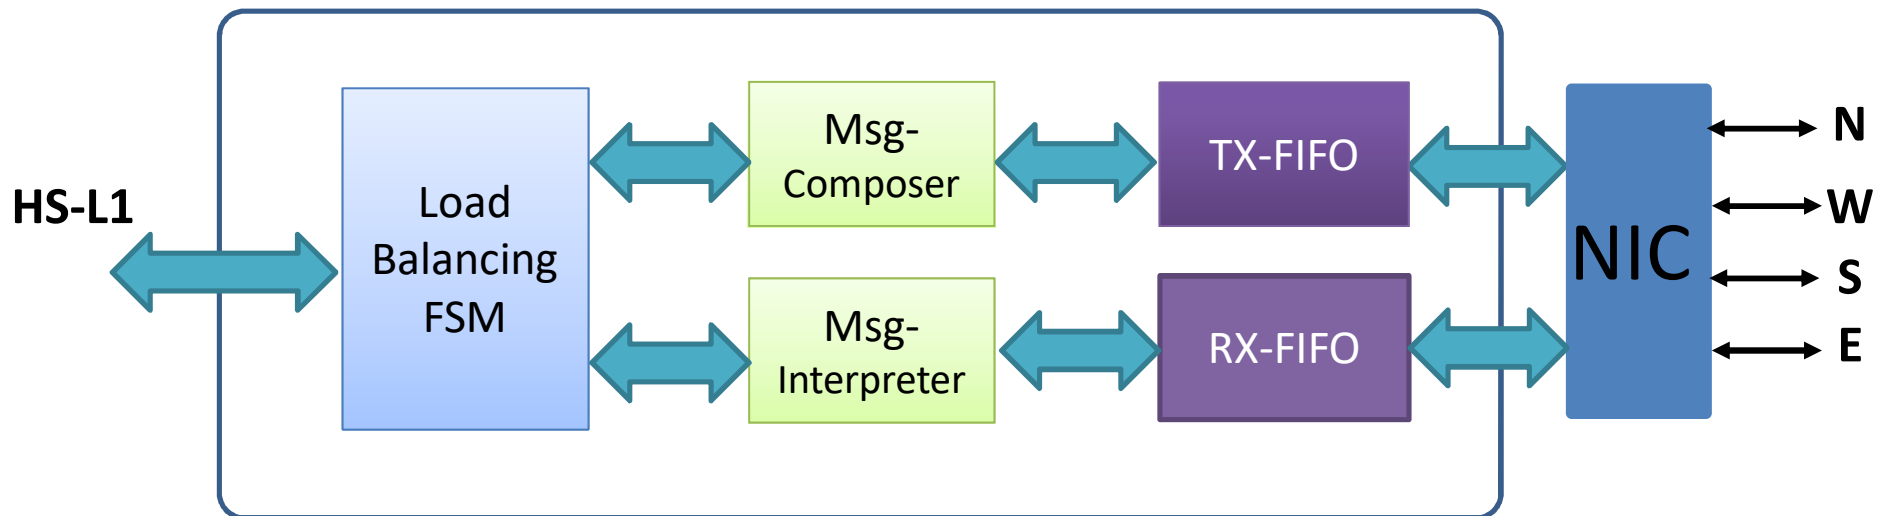 HS-L1
Load
Balancing
FSM
Msg-
Composer
Msg-
Interpreter
TX-FIFO
RX-FIFO
NIC
N
W
S
E